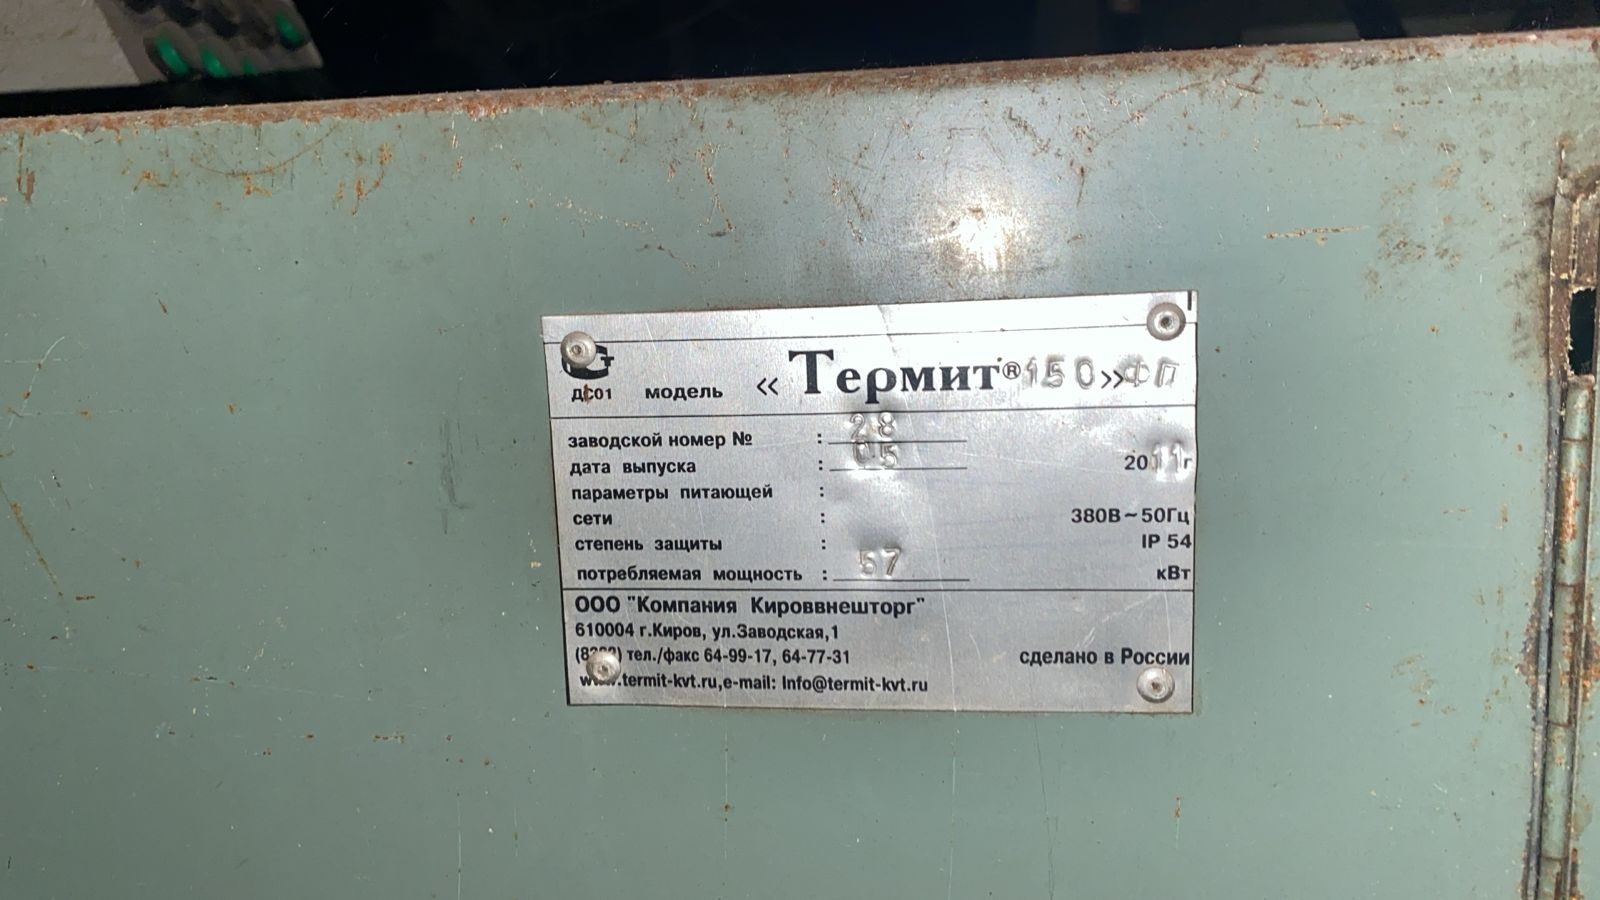 ДС01 модель «Термит® 150» ФП
заводской номер № : 28
дата выпуска : 05 2011г
параметры питающей :
сети : 380В~50Гц
степень защиты : IP 54
потребляемая мощность : 57 кВт
ООО "Компания Кироввнешторг"
610004 г.Киров, ул.Заводская,1
тел./факс 64-99-17, 64-77-31 сделано в России
.termit-kvt.ru,e-mail: Info@termit-kvt.ru